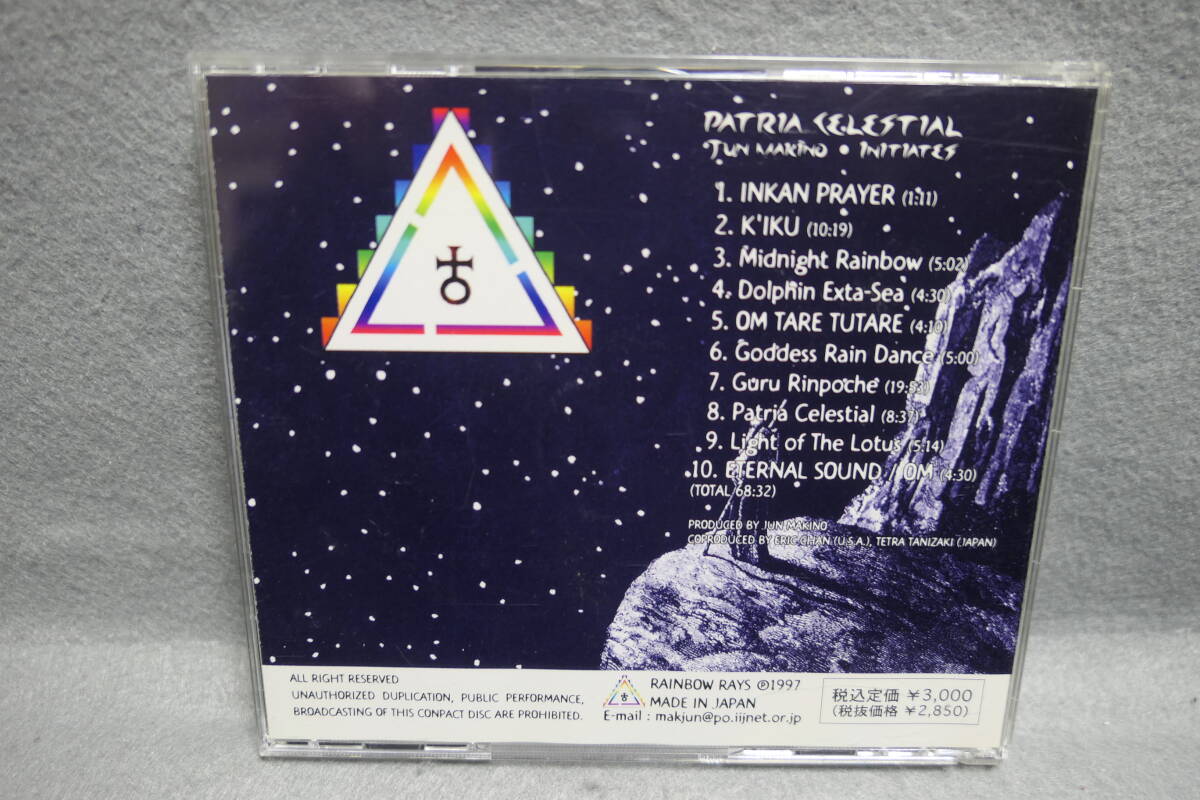 PATRIA CELESTIAL
JUN MAKINO • INITIATES
1. INKAN PRAYER (1:11)
2. K'IKU (10:19)
3. Midnight Rainbow (5:02)
4. Dolphin Exta-Sea (4:30)
5. OM TARE TUTARE (4:10)
6. Goddess Rain Dance (5:00)
7. Guru Rinpoche (19:53)
8. Patria Celestial (8:37)
9. Light of The Lotus (5:14)
10. ETERNAL SOUND / OM (4:30)
(TOTAL 68:32)
PRODUCED BY JUN MAKINO
COPRODUCED BY ERIC CHAN (U.S.A.), TETRA TANIZAKI (JAPAN)
ALL RIGHT RESERVED
UNAUTHORIZED DUPLICATION, PUBLIC PERFORMANCE,
BROADCASTING OF THIS CONPACT DISC ARE PROHIBITED.
RAINBOW RAYS ℗1997
MADE IN JAPAN
E-mail : makjun@po.iijnet.or.jp
税込定価 ¥3,000
(税抜価格 ¥2,850)